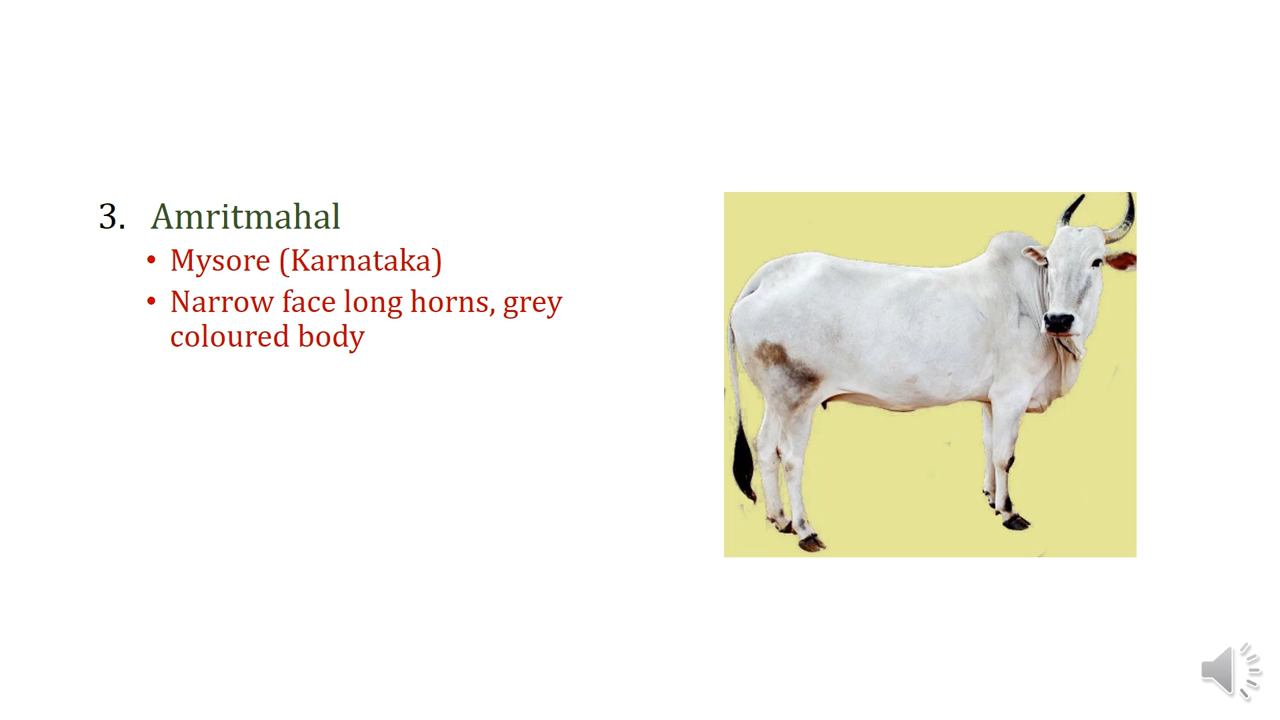 3. Amritmahal
• Mysore (Karnataka)
• Narrow face long horns, grey
coloured body